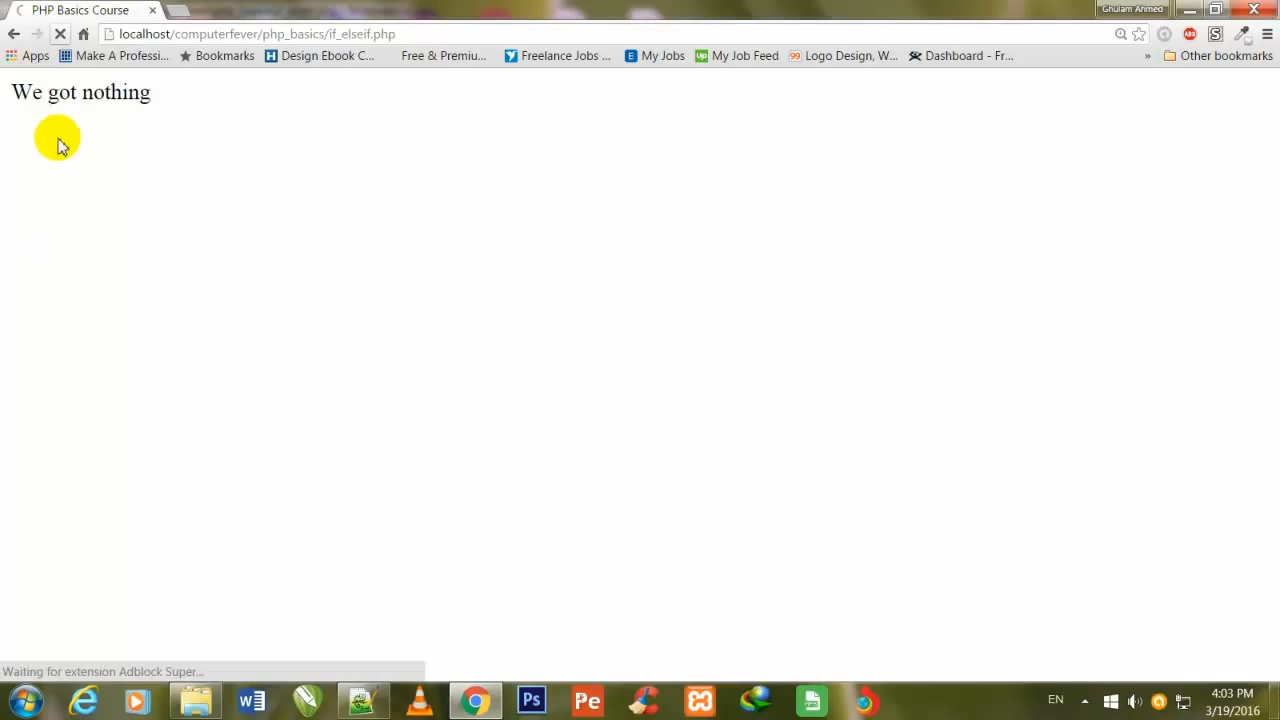 PHP Basics Course
Ghulam Ahmed
localhost/computerfever/php_basics/if_elseif.php
Apps Make A Professi... Bookmarks Design Ebook C... Free & Premiu... Freelance Jobs ... My Jobs My Job Feed Logo Design, W... Dashboard - Fr... » Other bookmarks
We got nothing
Waiting for extension Adblock Super...
EN 4:03 PM
3/19/2016